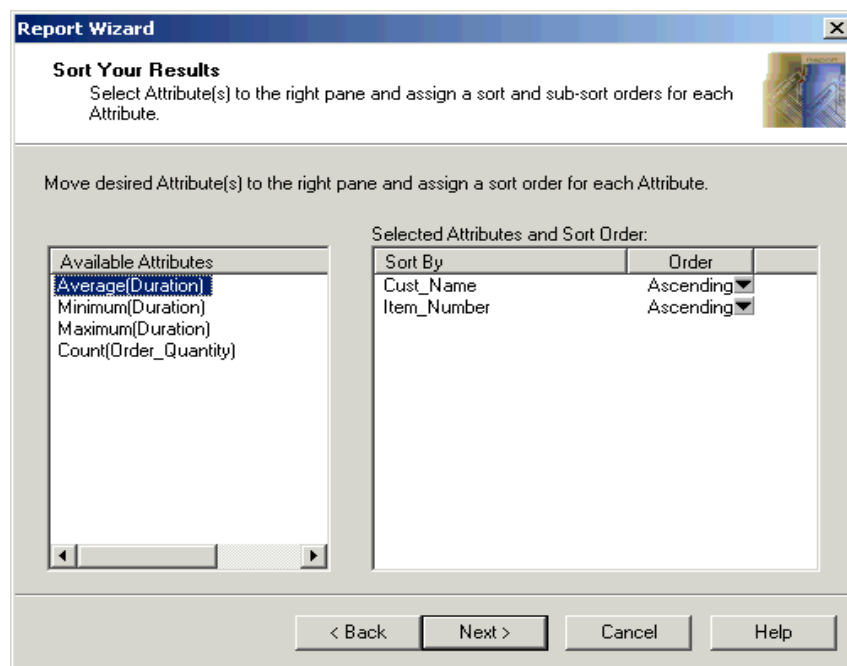 Report Wizard
Sort Your Results
Select Attribute(s) to the right pane and assign a sort and sub-sort orders for each
Attribute.
Move desired Attribute(s) to the right pane and assign a sort order for each Attribute.
Selected Attributes and Sort Order:
Available Attributes
Average(Duration)
Minimum(Duration)
Maximum(Duration)
Count(Order_Quantity)
Sort By Order
Cust_Name Ascending
Item_Number Ascending
< Back Next > Cancel Help